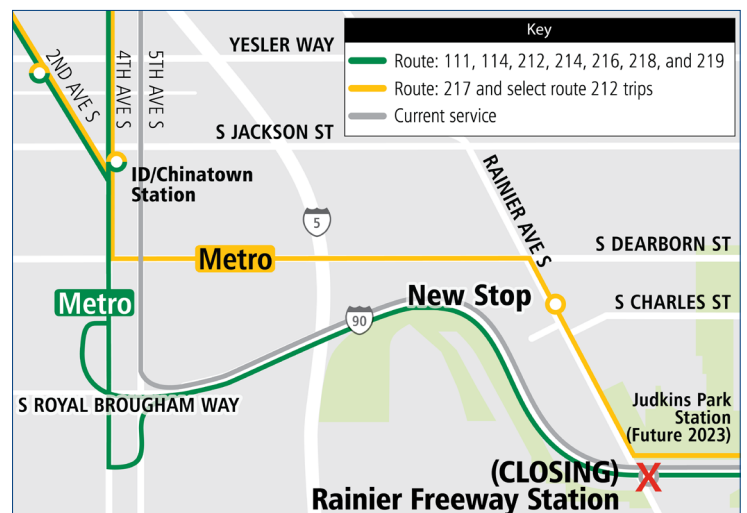 Key
Route: 111, 114, 212, 214, 216, 218, and 219
Route: 217 and select route 212 trips
Current service
2ND AVE S
4TH AVE S
5TH AVE S
YESLER WAY
S JACKSON ST
ID/Chinatown
Station
5
RAINIER AVE S
S DEARBORN ST
Metro
Metro
New Stop
S CHARLES ST
90
S ROYAL BROUGHAM WAY
Judkins Park
Station
(Future 2023)
(CLOSING)
X
Rainier Freeway Station